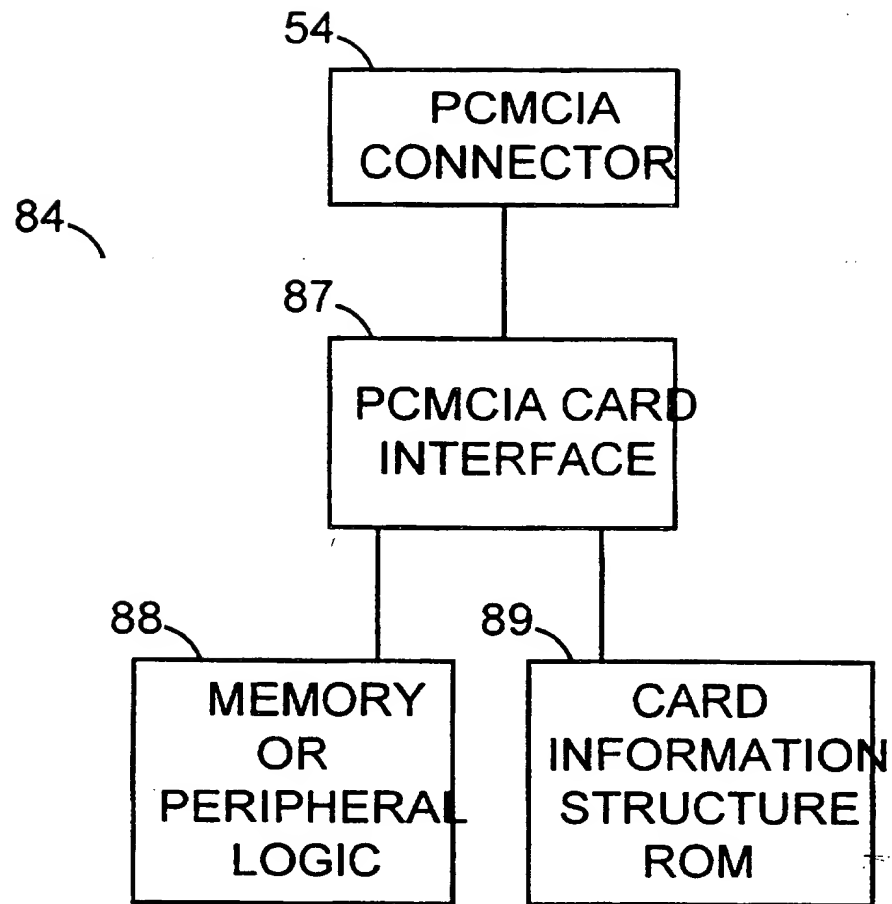 54
PCMCIA
CONNECTOR
84
87
PCMCIA CARD
INTERFACE
88
MEMORY
OR
PERIPHERAL
LOGIC
89
CARD
INFORMATION
STRUCTURE
ROM